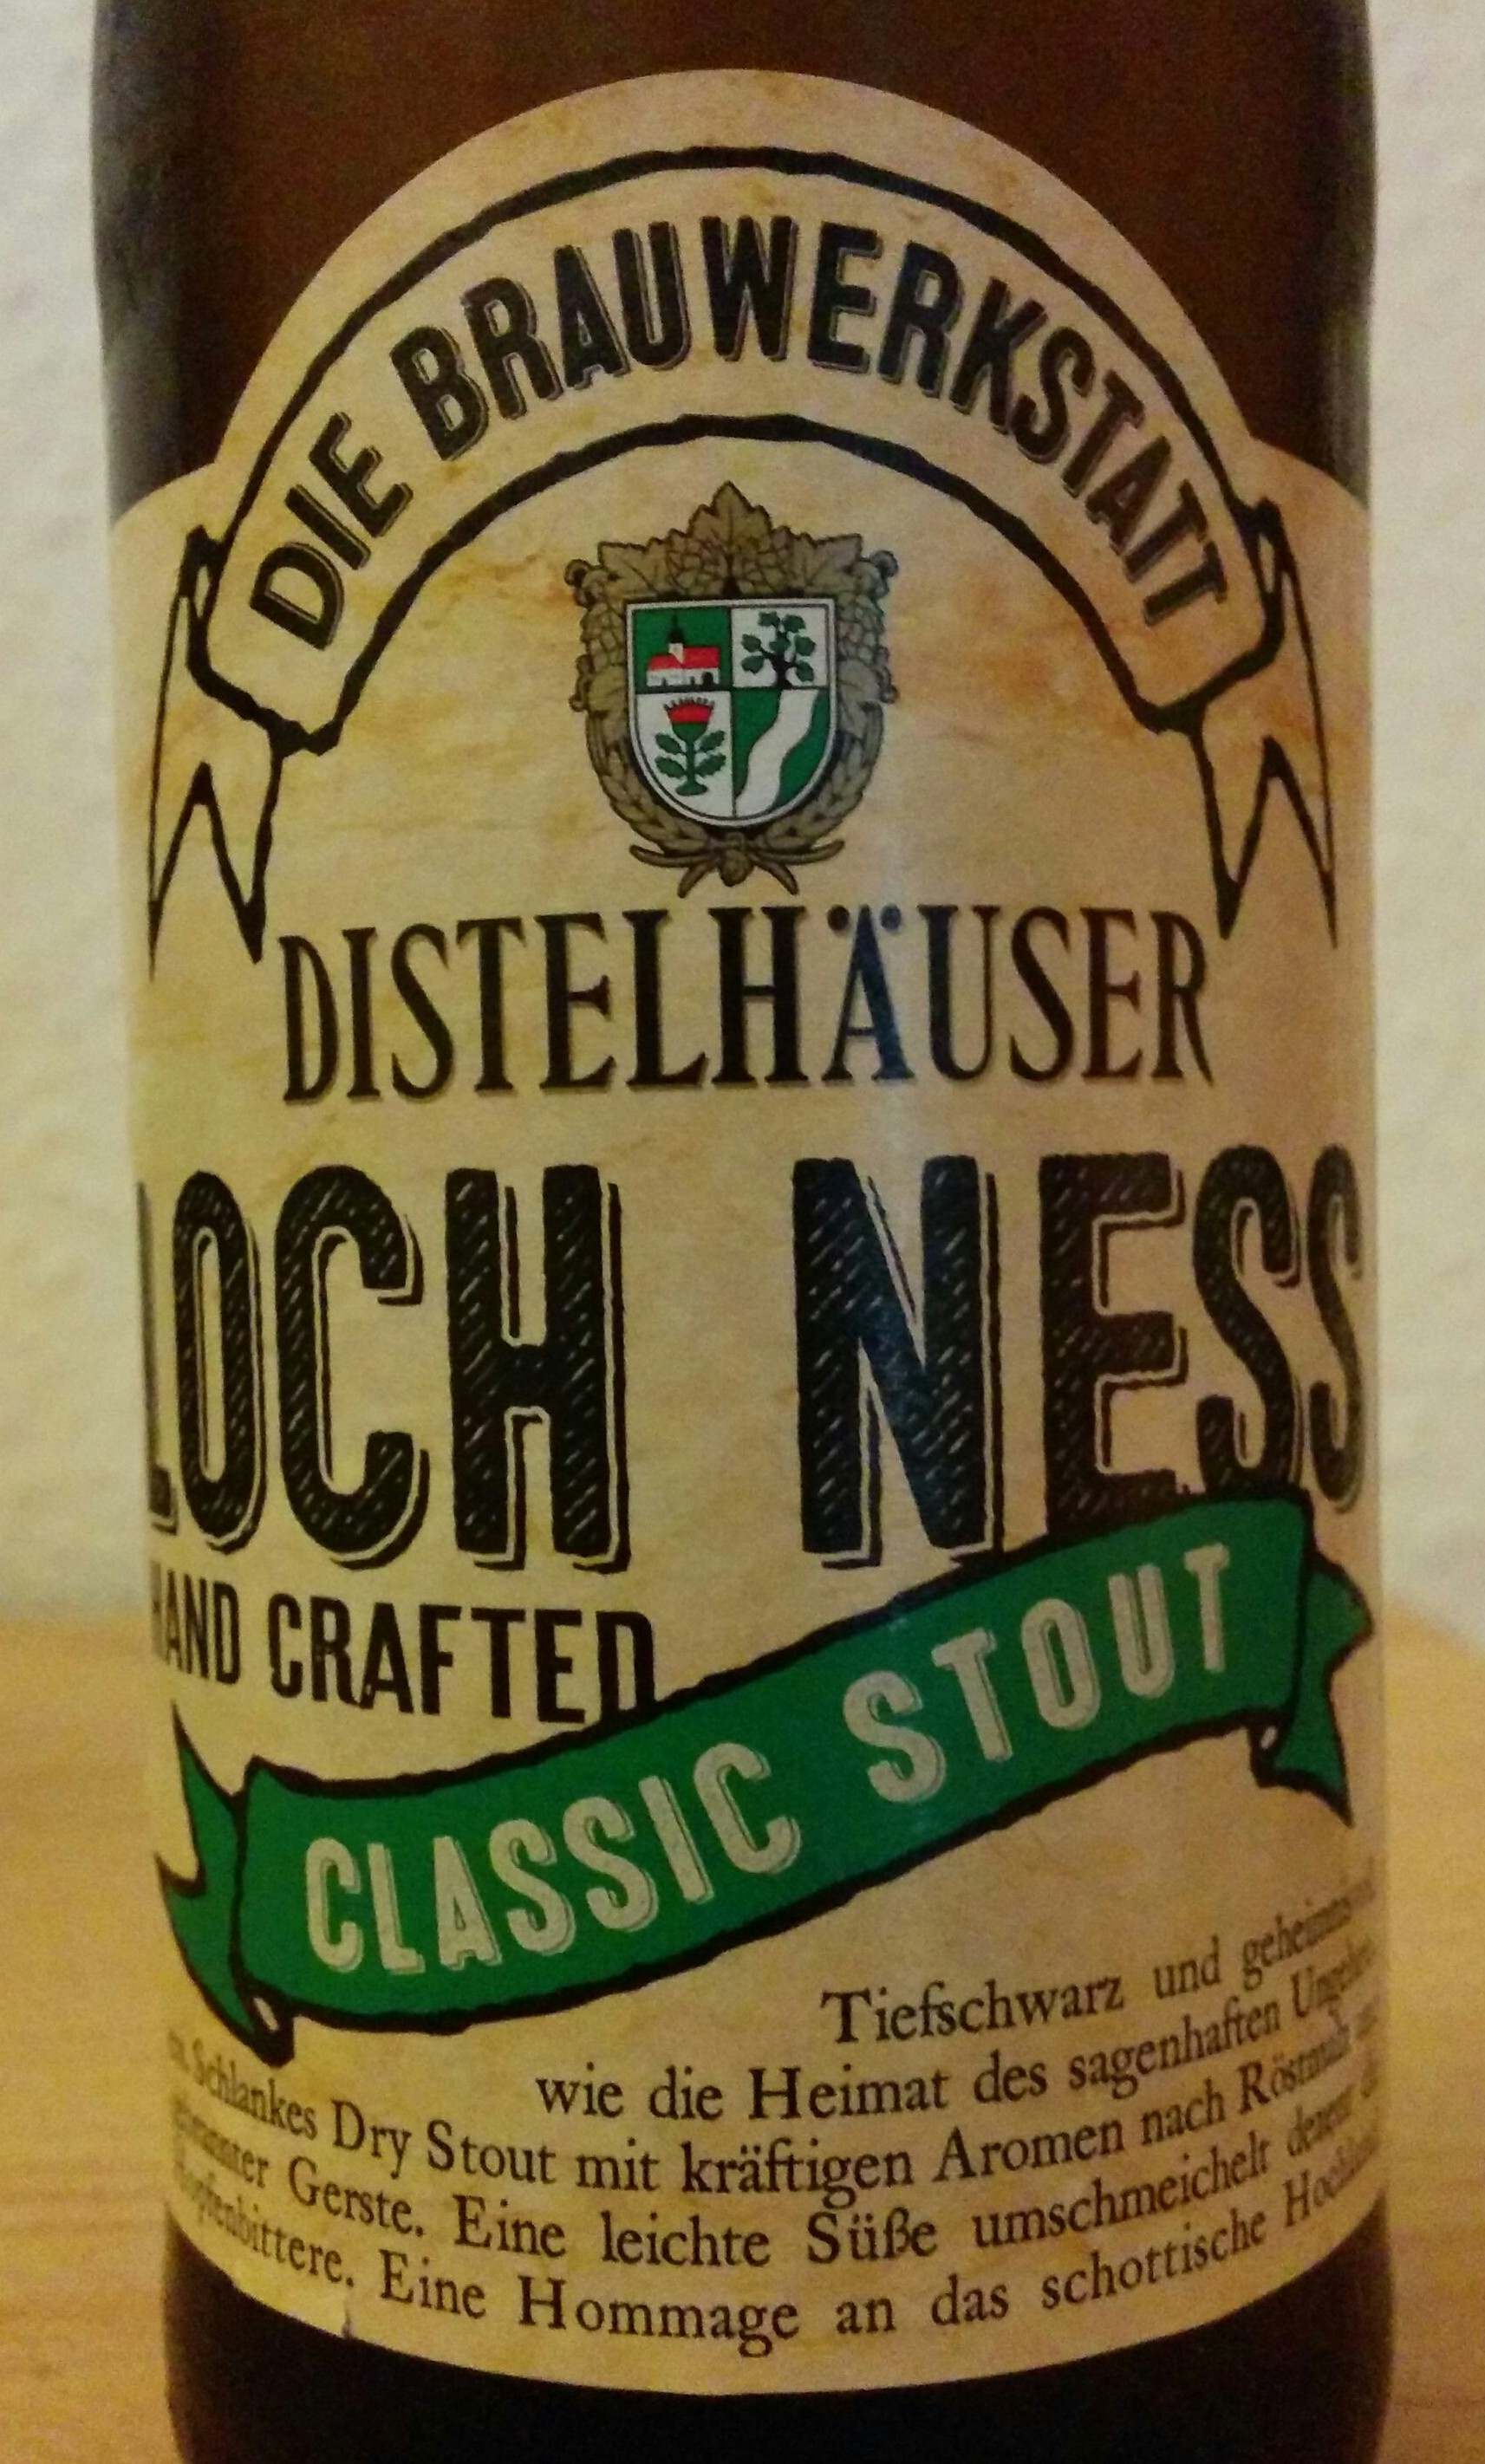 DIE BRAUWERKSTATT
DISTELHÄUSER
LOCH NESS
HAND CRAFTED
CLASSIC STOUT
Tiefschwarz und
wie die Heimat des sagenhaften
Schlankes Dry Stout mit kräftigen Aromen nach
Gerste. Eine leichte Süße umschmeichelt
Hopfenbittere. Eine Hommage an das schottische